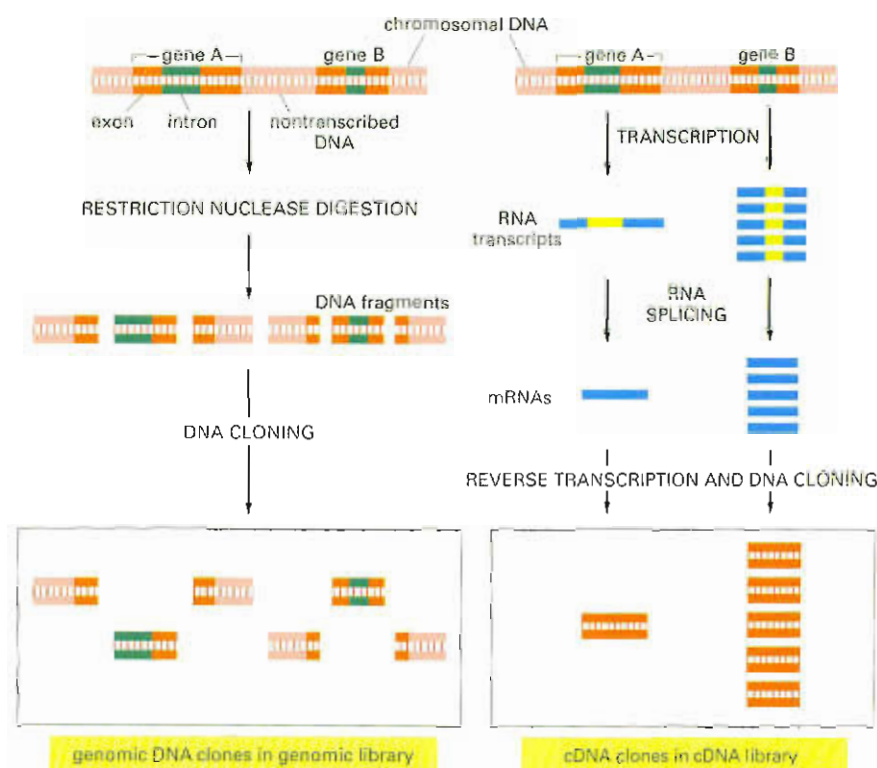 chromosomal DNA
gene A
gene B
exon
intron
nontranscribed
DNA
RESTRICTION NUCLEASE DIGESTION
DNA fragments
DNA CLONING
genomic DNA clones in genomic library
gene A
gene B
TRANSCRIPTION
RNA
transcripts
RNA
SPLICING
mRNAs
REVERSE TRANSCRIPTION AND DNA CLONING
cDNA clones in cDNA library